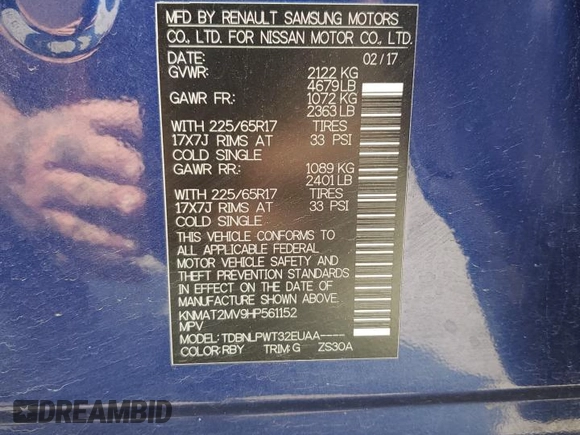 MFD BY RENAULT SAMSUNG MOTORS
CO., LTD. FOR NISSAN MOTOR CO., LTD.
DATE: 02/17
GVWR: 2122 KG
4679 LB
GAWR FR: 1072 KG
2363 LB
WITH 225/65R17 TIRES
17X7J RIMS AT 33 PSI
COLD SINGLE
GAWR RR: 1089 KG
2401 LB
WITH 225/65R17 TIRES
17X7J RIMS AT 33 PSI
COLD SINGLE
THIS VEHICLE CONFORMS TO
ALL APPLICABLE FEDERAL
MOTOR VEHICLE SAFETY AND
THEFT PREVENTION STANDARDS
IN EFFECT ON THE DATE OF
MANUFACTURE SHOWN ABOVE.
KNMAT2MV9HP561152
MPV
MODEL: TDBNLPWT32EUAA----
COLOR: RBY TRIM: G ZS30A
DREAMBID